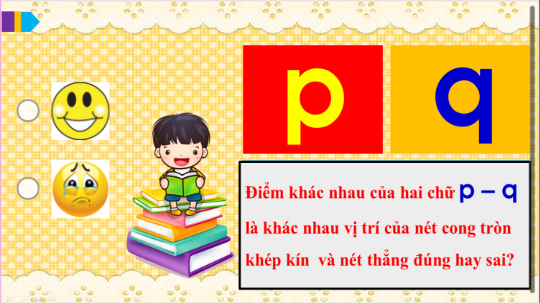 p q
Điểm khác nhau của hai chữ p – q
là khác nhau vị trí của nét cong tròn
khép kín và nét thẳng đúng hay sai?